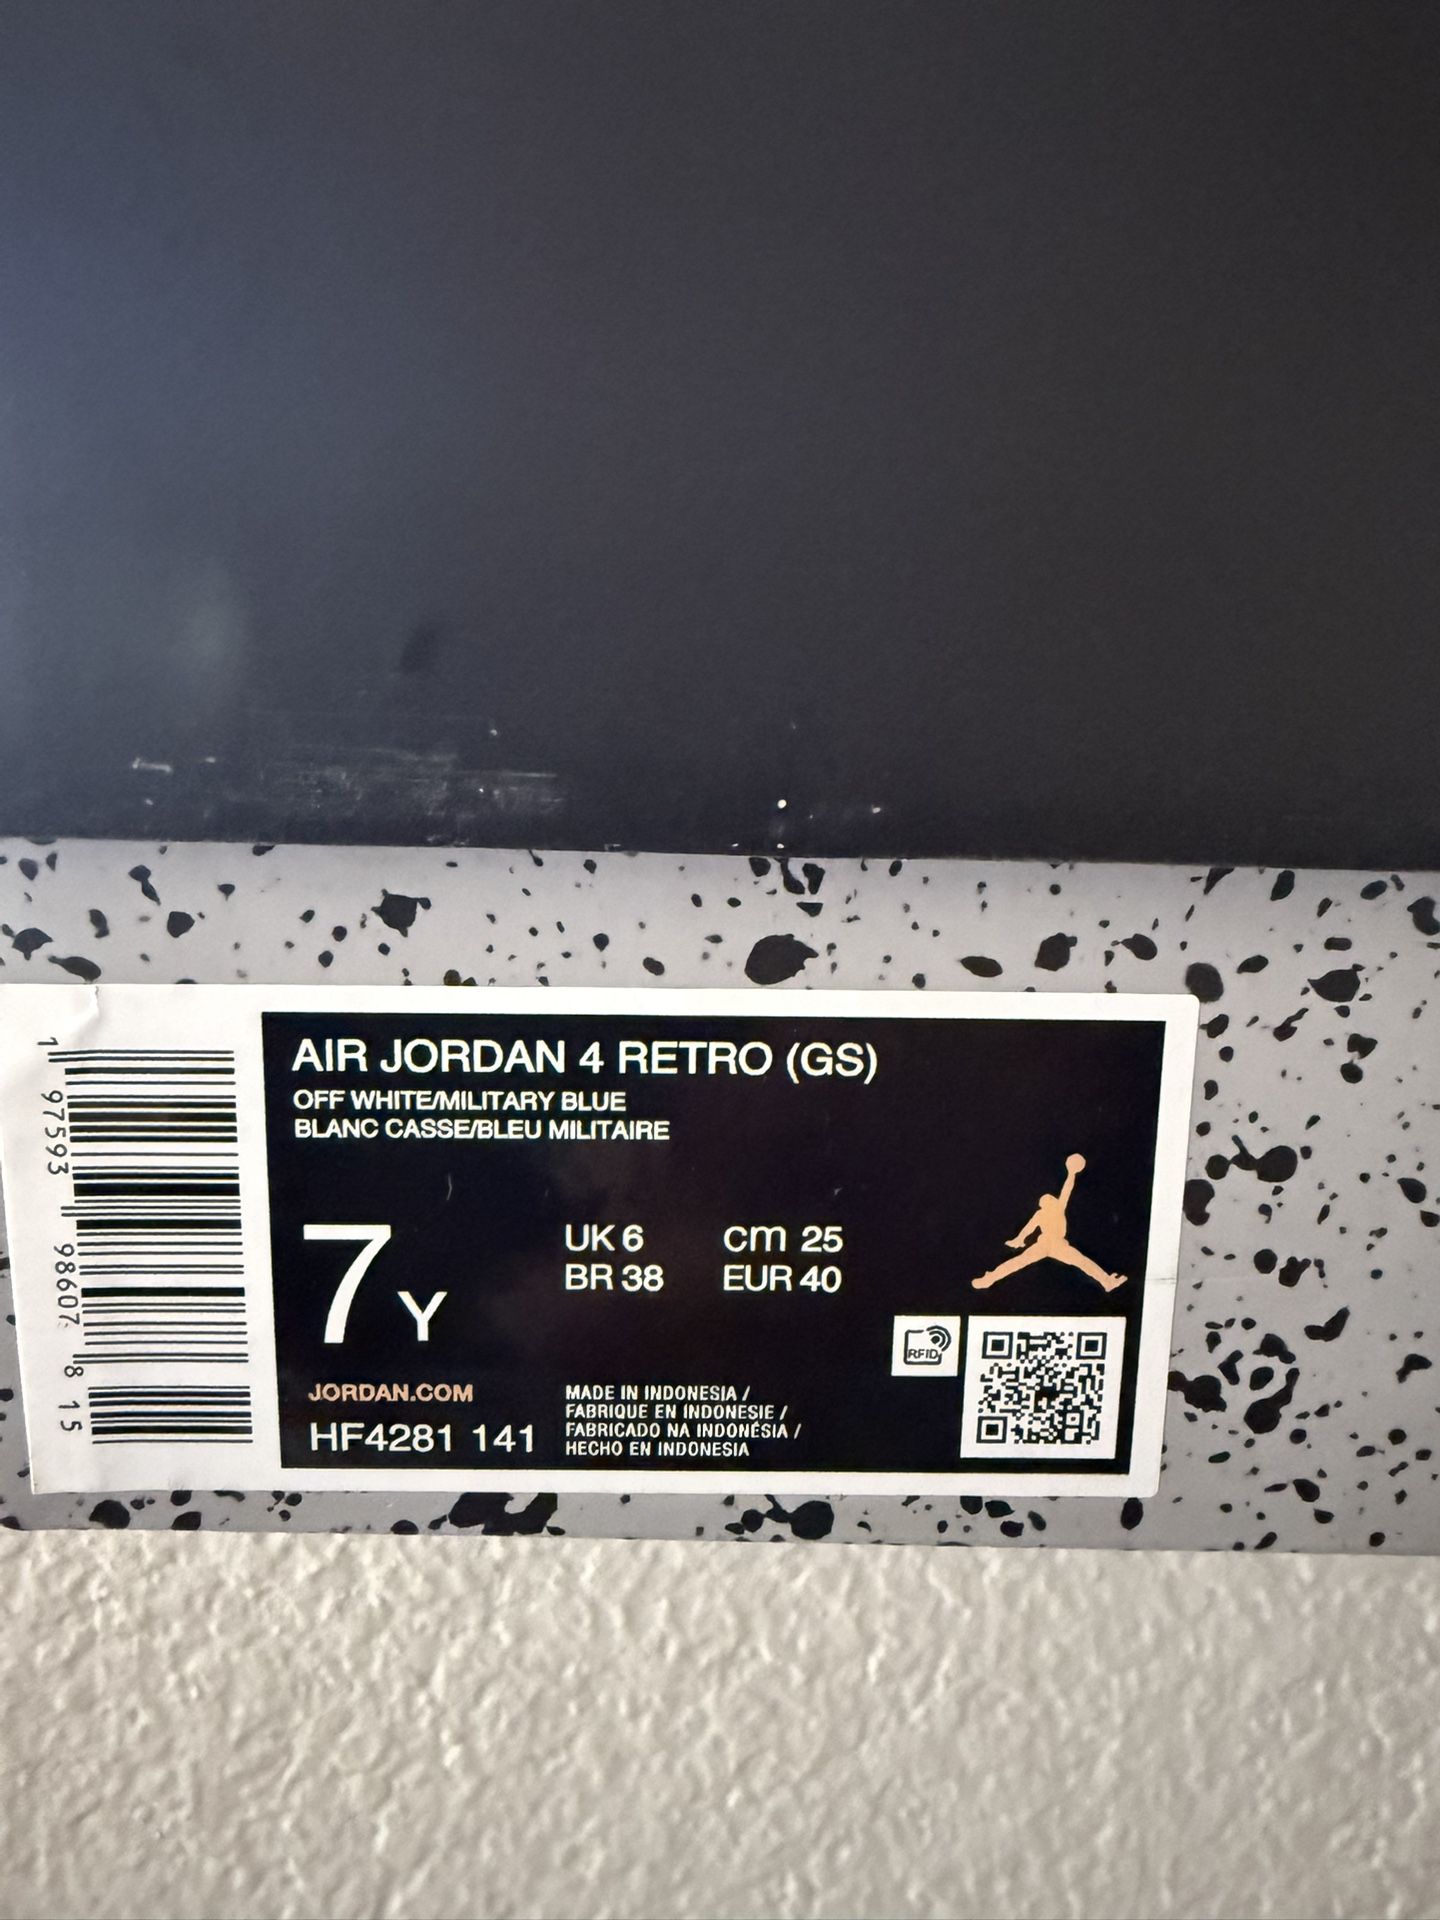 1 97593 98607 8 15
AIR JORDAN 4 RETRO (GS)
OFF WHITE/MILITARY BLUE
BLANC CASSE/BLEU MILITAIRE
7 Y
UK 6 cm 25
BR 38 EUR 40
RFID
JORDAN.COM
HF4281 141
MADE IN INDONESIA /
FABRIQUE EN INDONESIE /
FABRICADO NA INDONÉSIA /
HECHO EN INDONESIA